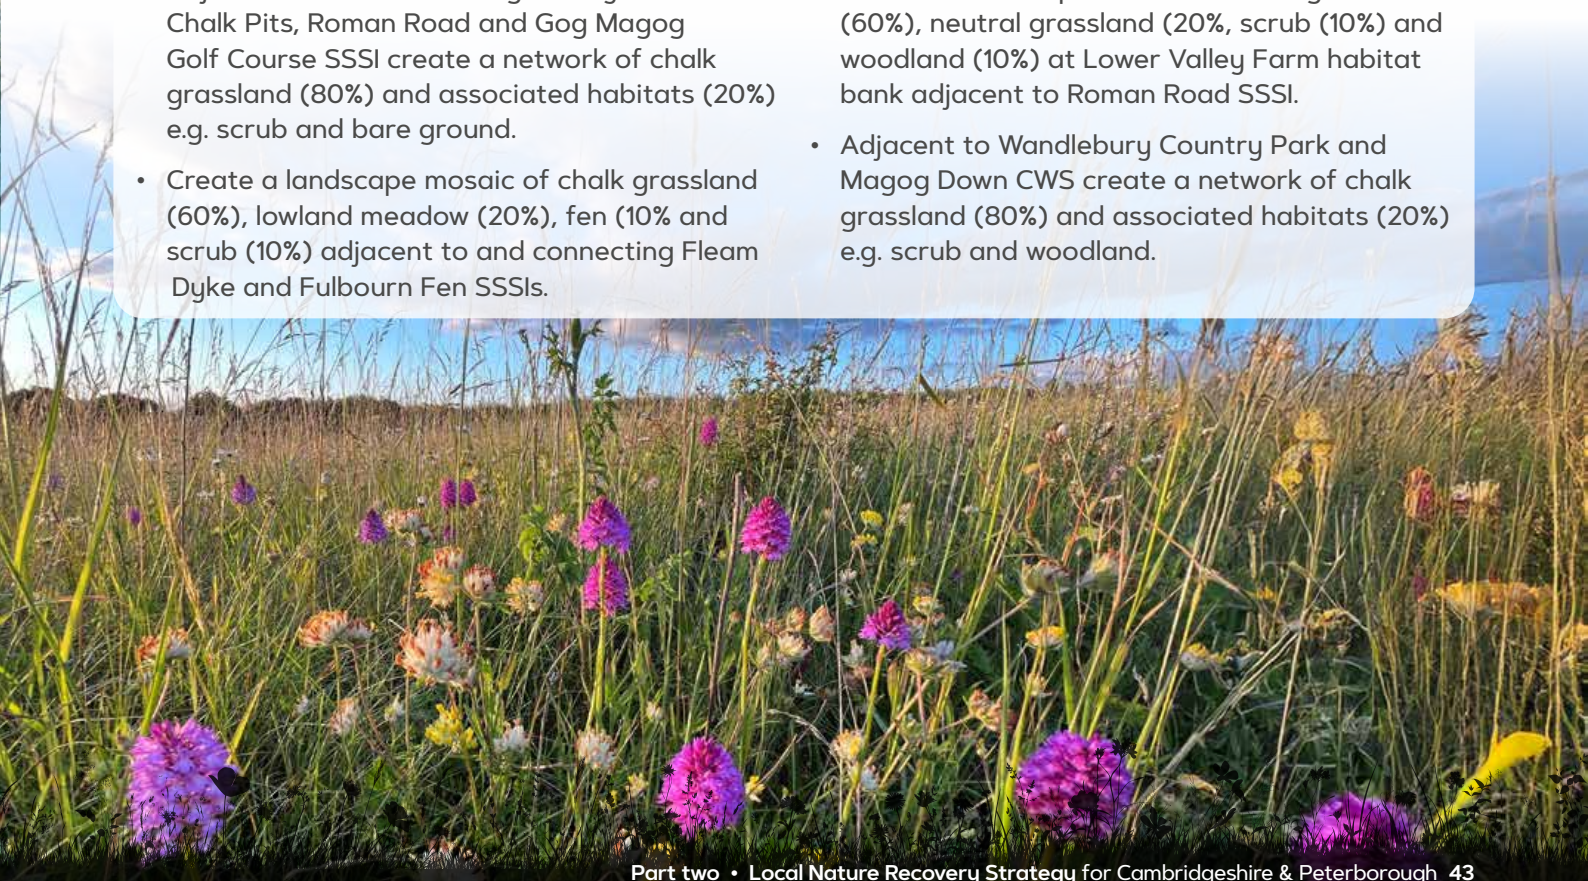 Chalk Pits, Roman Road and Gog Magog
Golf Course SSSI create a network of chalk
grassland (80%) and associated habitats (20%)
e.g. scrub and bare ground.
• Create a landscape mosaic of chalk grassland
(60%), lowland meadow (20%), fen (10% and
scrub (10%) adjacent to and connecting Fleam
Dyke and Fulbourn Fen SSSIs.
(60%), neutral grassland (20%, scrub (10%) and
woodland (10%) at Lower Valley Farm habitat
bank adjacent to Roman Road SSSI.
• Adjacent to Wandlebury Country Park and
Magog Down CWS create a network of chalk
grassland (80%) and associated habitats (20%)
e.g. scrub and woodland.
Part two • Local Nature Recovery Strategy for Cambridgeshire & Peterborough 43